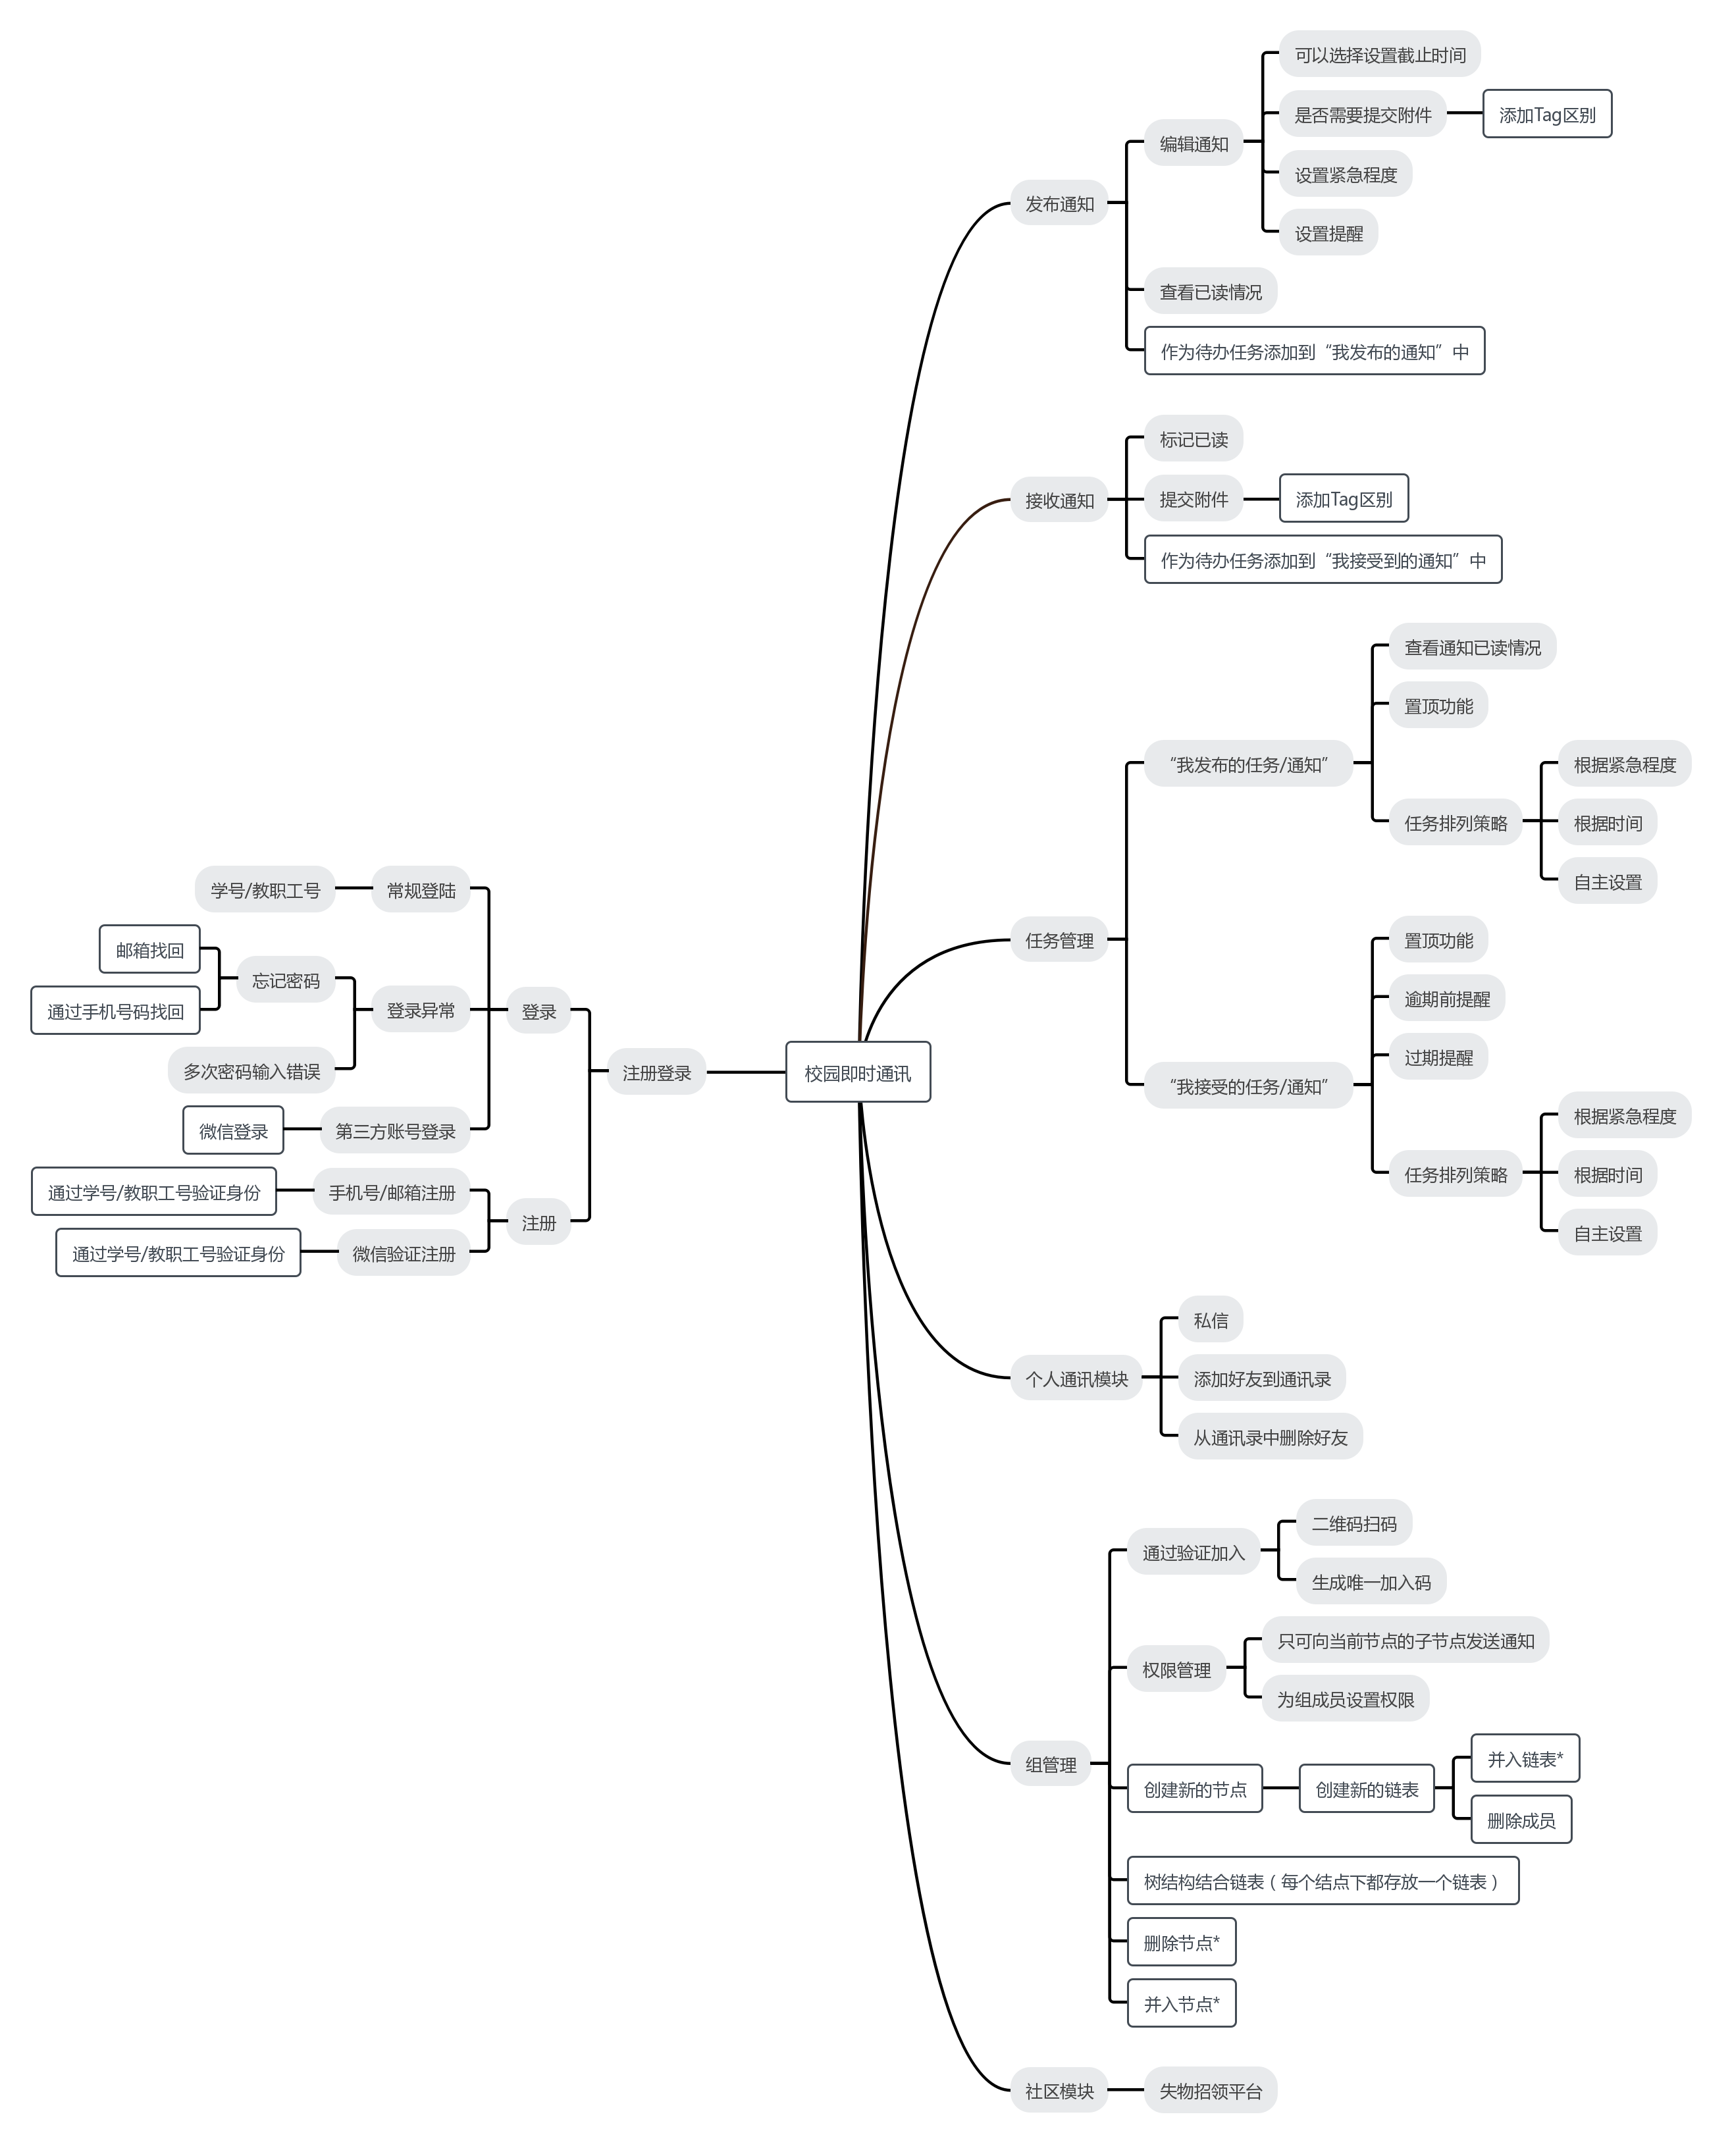 可以选择设置截止时间
是否需要提交附件
添加Tag区别
编辑通知
设置紧急程度
发布通知
设置提醒
查看已读情况
作为待办任务添加到“我发布的通知”中
标记已读
接收通知
提交附件
添加Tag区别
作为待办任务添加到“我接受到的通知”中
查看通知已读情况
置顶功能
“我发布的任务/通知”
根据紧急程度
任务排列策略
根据时间
自主设置
任务管理
置顶功能
逾期前提醒
过期提醒
“我接受的任务/通知”
根据紧急程度
任务排列策略
根据时间
自主设置
学号/教职工号
常规登陆
邮箱找回
忘记密码
通过手机号码找回
登录异常
登录
多次密码输入错误
注册登录
校园即时通讯
微信登录
第三方账号登录
通过学号/教职工号验证身份
手机号/邮箱注册
注册
通过学号/教职工号验证身份
微信验证注册
私信
个人通讯模块
添加好友到通讯录
从通讯录中删除好友
二维码扫码
通过验证加入
生成唯一加入码
只可向当前节点的子节点发送通知
权限管理
为组成员设置权限
组管理
并入链表*
创建新的节点
创建新的链表
删除成员
树结构结合链表（每个结点下都存放一个链表）
删除节点*
并入节点*
社区模块
失物招领平台